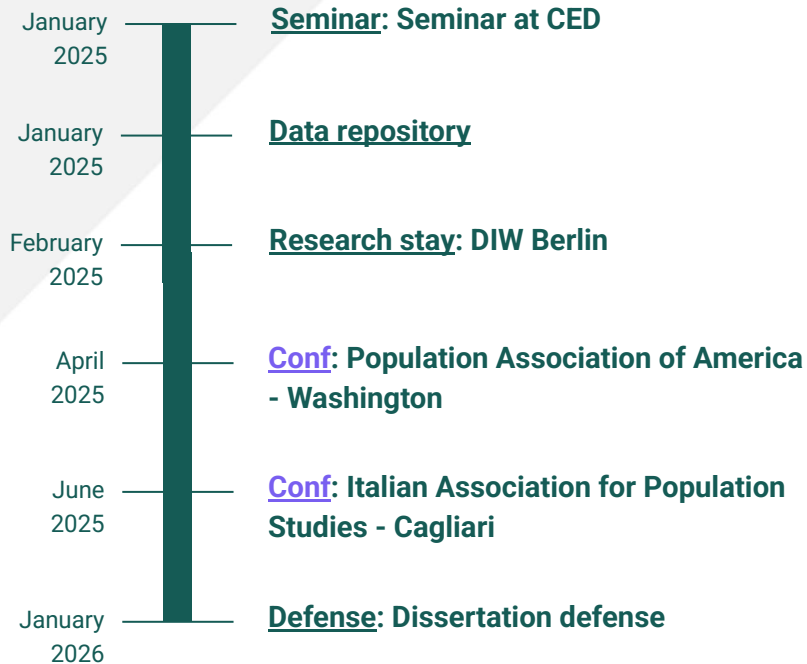 January
2025
Seminar: Seminar at CED
January
2025
Data repository
February
2025
Research stay: DIW Berlin
April
2025
Conf: Population Association of America
- Washington
June
2025
Conf: Italian Association for Population
Studies - Cagliari
January
2026
Defense: Dissertation defense